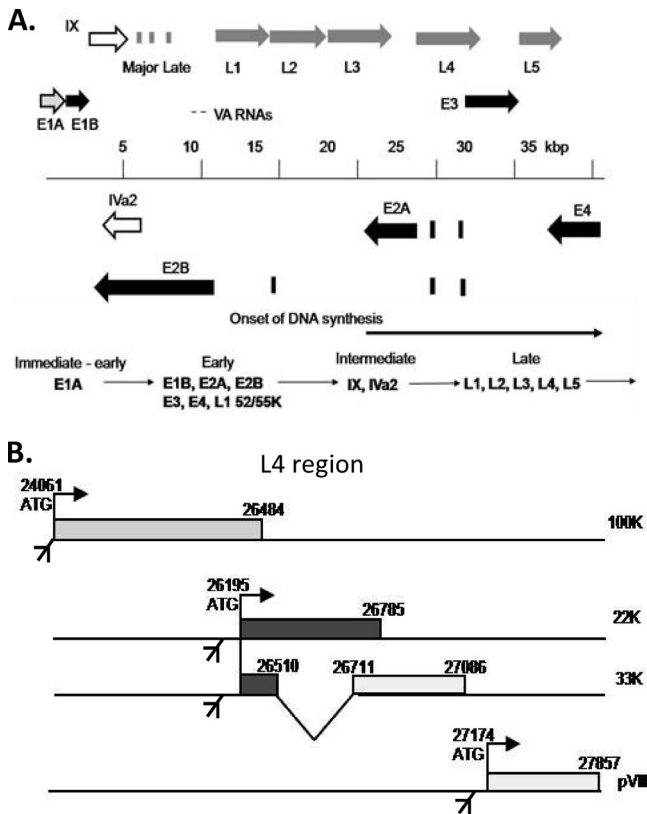 A.
IX
Major Late
L1 L2 L3 L4 L5
E1A E1B
VA RNAs
E3
5 10 15 20 25 30 35 kbp
IVa2
E2A
E4
E2B
Onset of DNA synthesis
Immediate - early Early Intermediate Late
E1A E1B, E2A, E2B IX, IVa2 L1, L2, L3, L4, L5
E3, E4, L1 52/55K
B.
L4 region
24061
ATG
26484
100K
26195
ATG
26785
22K
26510 26711 27086
33K
27174
ATG
27857
pVIII